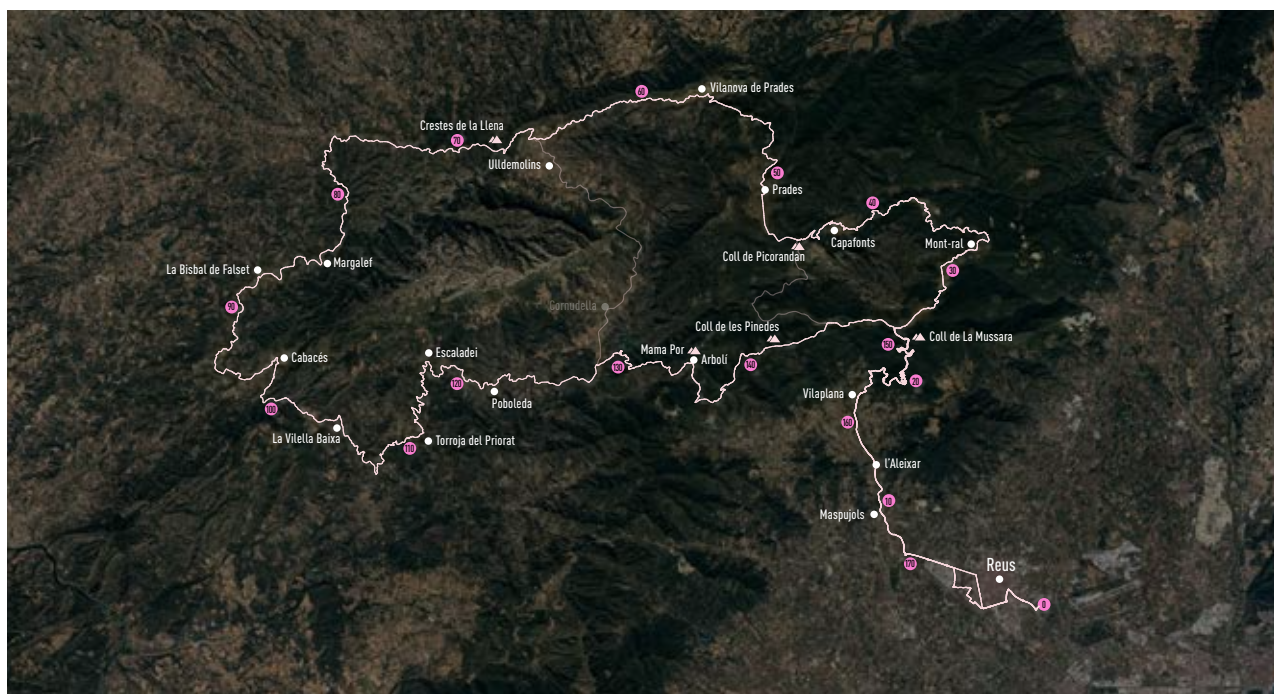 Vilanova de Prades
60
Crestes de la Llena
70
Ulldemolins
50
80
Prades
40
Capafonts
Mont-ral
Coll de Picorandan
Margalef
La Bisbal de Falset
30
90
Cornudella
Coll de les Pinedes
Coll de La Mussara
150
Mama Por
Arbolí
Escaladei
Cabacés
130
140
120
20
Poboleda
Vilaplana
100
La Vilella Baixa
160
Torroja del Priorat
110
l'Aleixar
10
Maspujols
170
Reus
0